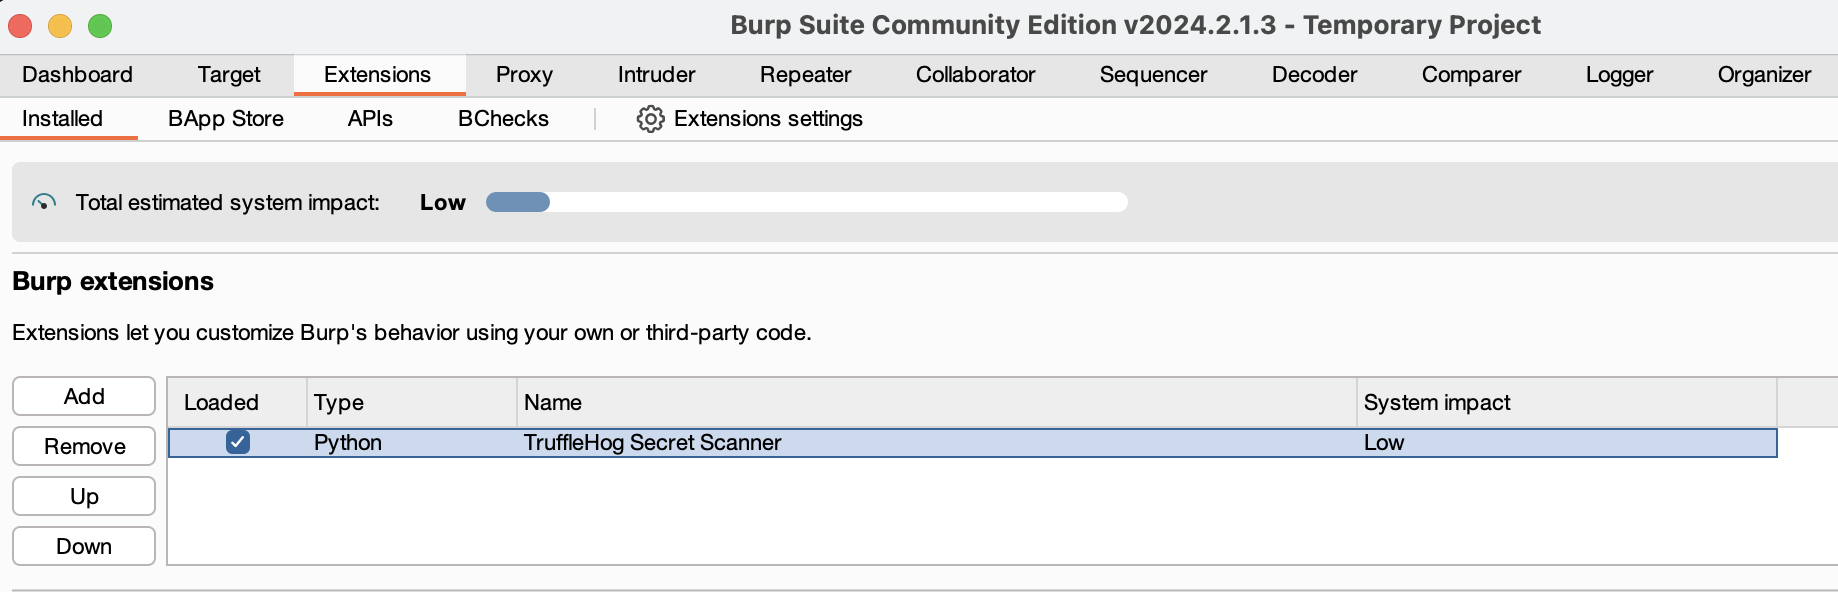 Burp Suite Community Edition v2024.2.1.3 - Temporary Project
Dashboard Target Extensions Proxy Intruder Repeater Collaborator Sequencer Decoder Comparer Logger Organizer
Installed BApp Store APIs BChecks Extensions settings
Total estimated system impact: Low
Burp extensions
Extensions let you customize Burp's behavior using your own or third-party code.
Add
Remove
Up
Down
Loaded Type Name System impact
Python TruffleHog Secret Scanner Low